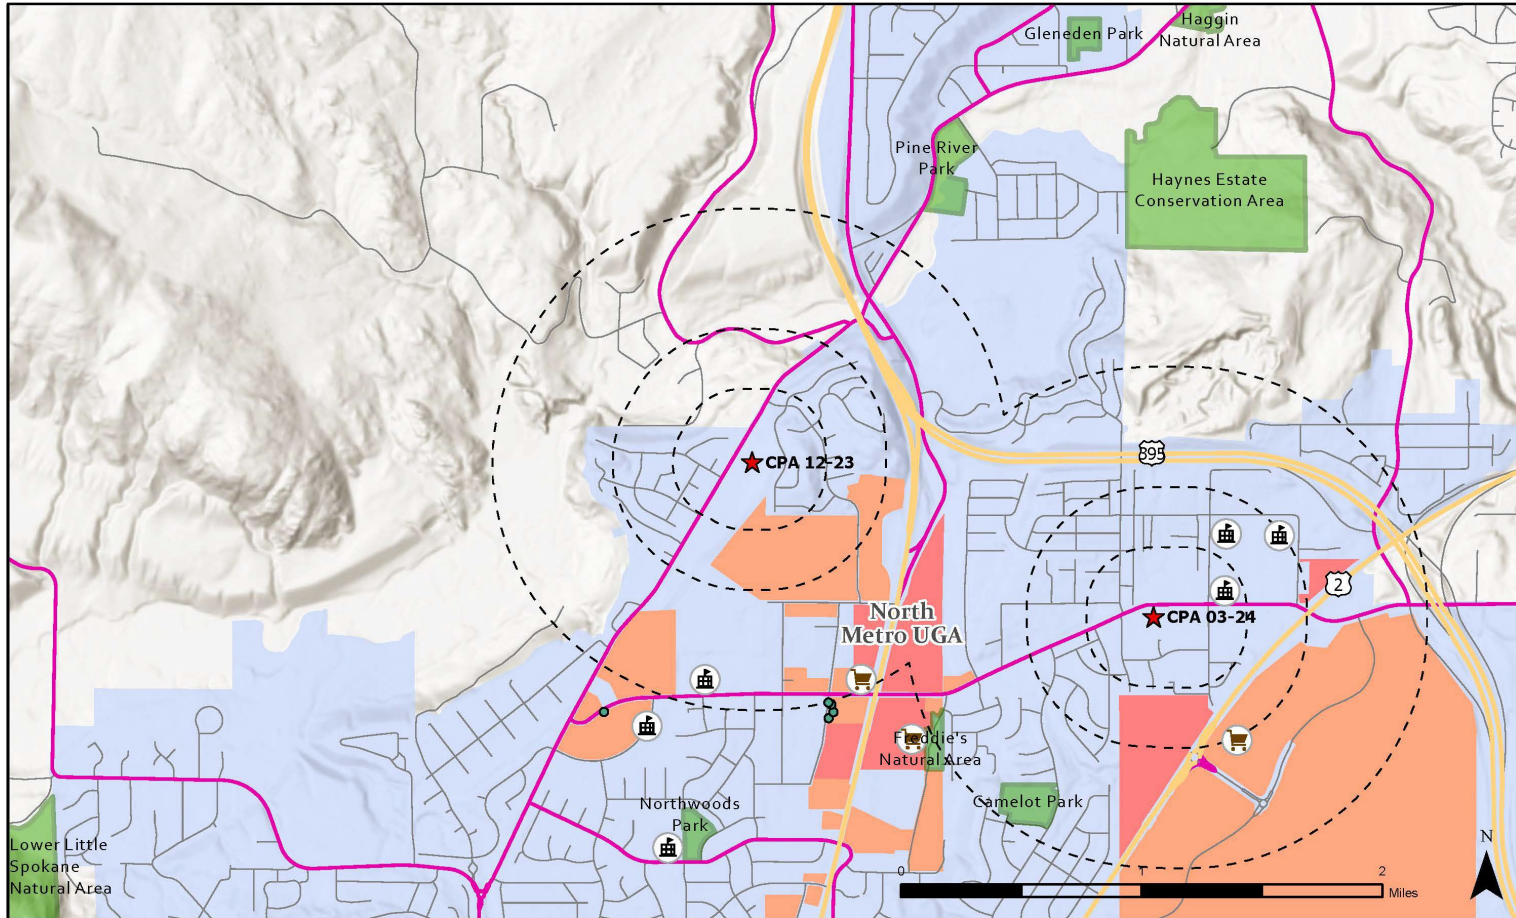 Gleneden Park
Haggin
Natural Area
Pine River
Park
Haynes Estate
Conservation Area
395
CPA 12-23
2
North
Metro UGA
CPA 03-24
Freddie's
Natural Area
Northwoods
Park
Camelot Park
Lower Little
Spokane
Natural Area
N
0
1
2
Miles